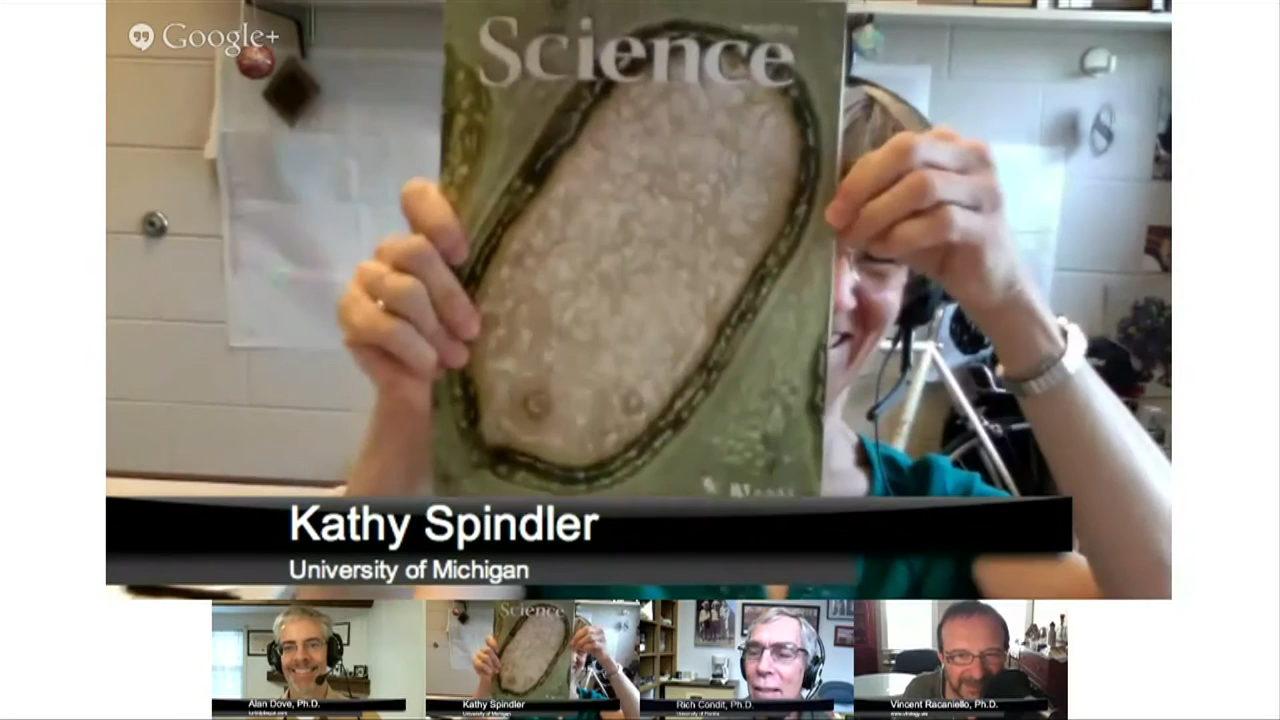 Google+
Science
Kathy Spindler
University of Michigan
Science
Alan Dove, Ph.D.
Kathy Spindler
University of Michigan
Rich Condit, Ph.D.
University of Florida
Vincent Racaniello, Ph.D.